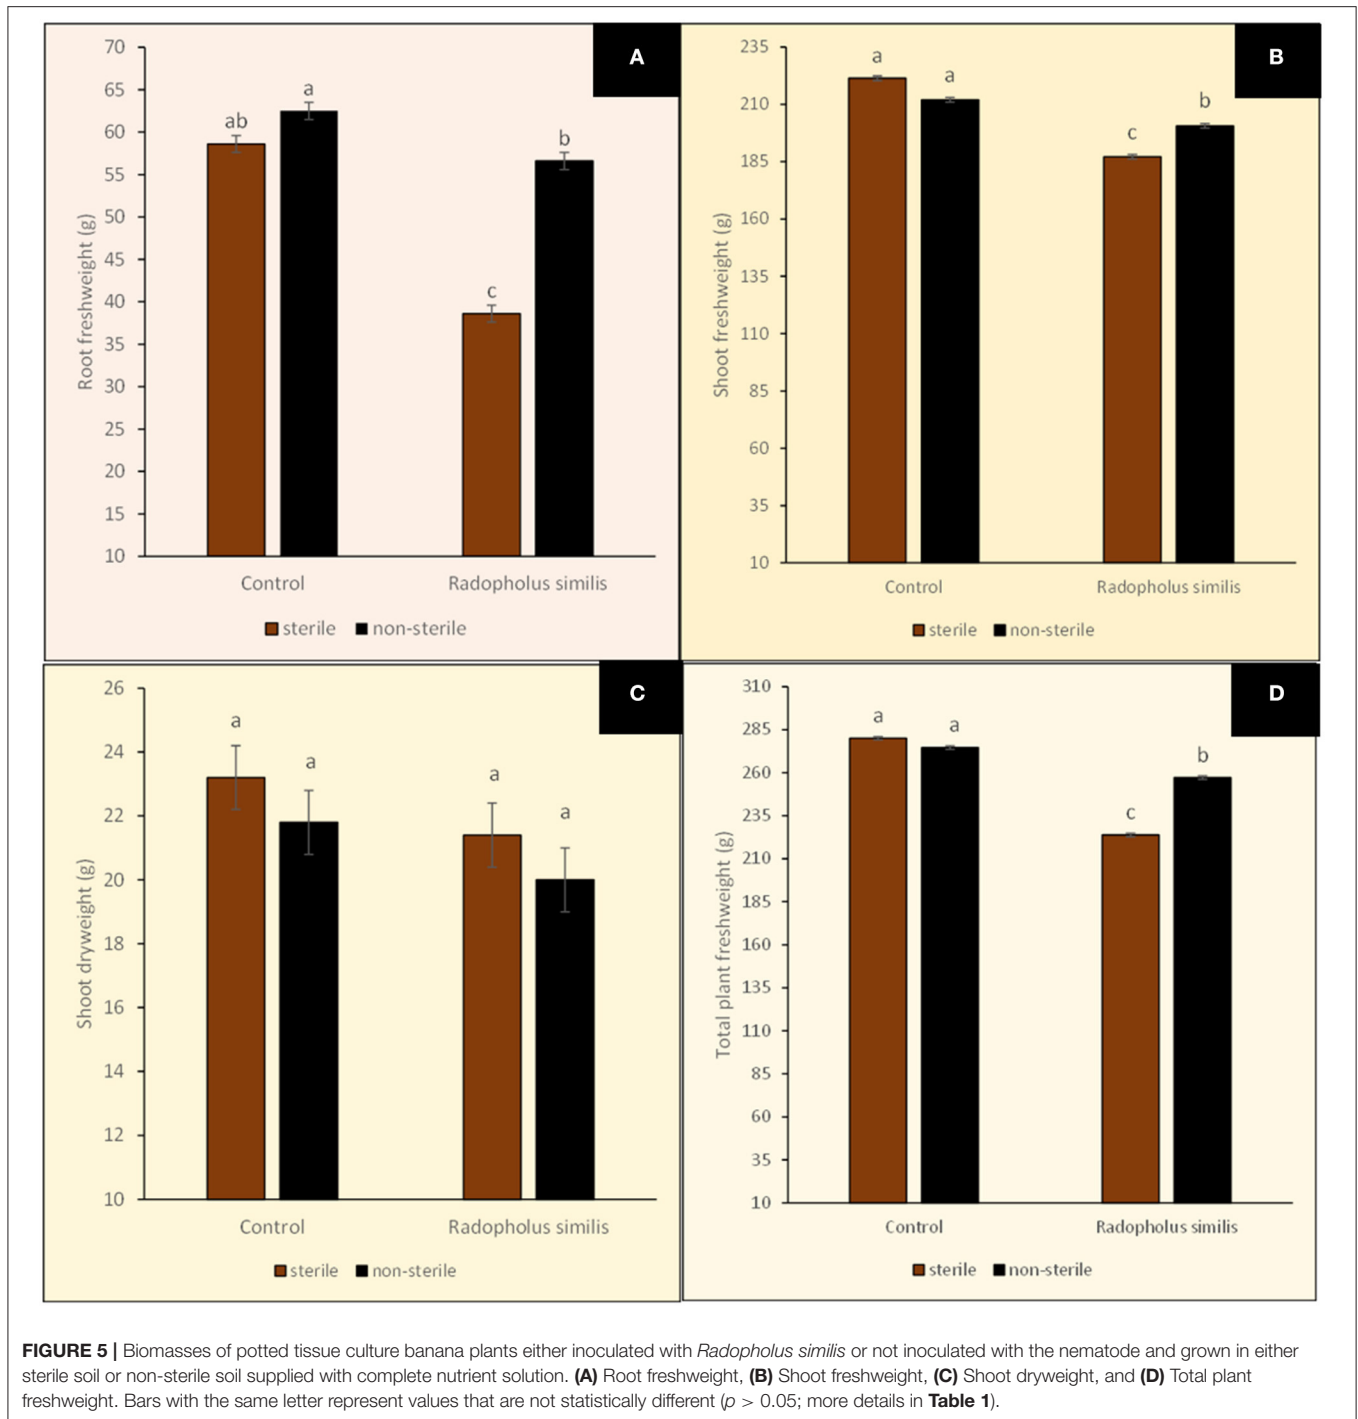 A
70
65
60
55
50
45
40
35
30
25
20
15
10
Root freshweight (g)
ab
a
c
b
Control
Radopholus similis
sterile
non-sterile
B
235
210
185
160
135
110
85
60
35
10
Shoot freshweight (g)
a
a
c
b
Control
Radopholus similis
sterile
non-sterile
C
26
24
22
20
18
16
14
12
10
Shoot dryweight (g)
a
a
a
a
Control
Radopholus similis
sterile
non-sterile
D
310
285
260
235
210
185
160
135
110
85
60
35
10
Total plant freshweight (g)
a
a
c
b
Control
Radopholus similis
sterile
non-sterile
FIGURE 5 | Biomasses of potted tissue culture banana plants either inoculated with Radopholus similis or not inoculated with the nematode and grown in either
sterile soil or non-sterile soil supplied with complete nutrient solution. (A) Root freshweight, (B) Shoot freshweight, (C) Shoot dryweight, and (D) Total plant
freshweight. Bars with the same letter represent values that are not statistically different (p > 0.05; more details in Table 1).